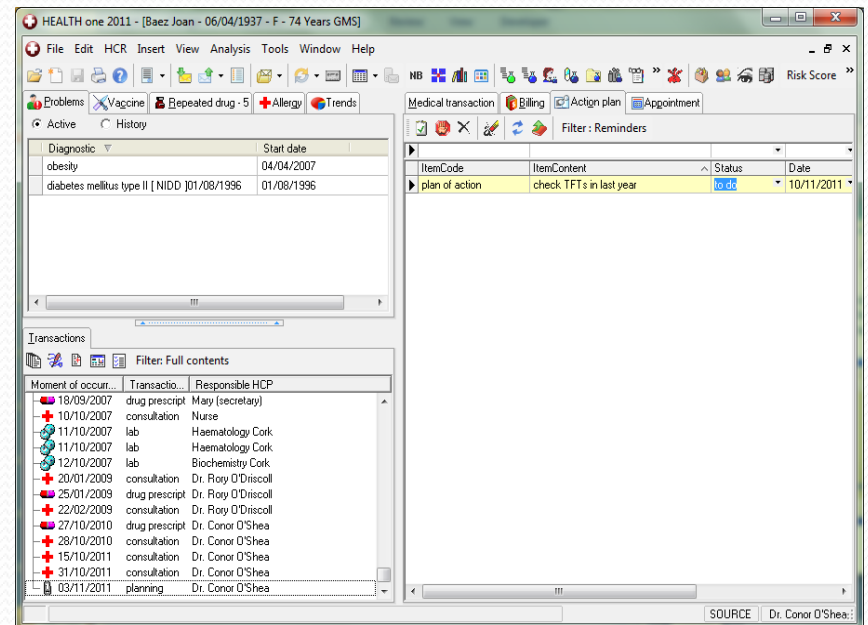 HEALTH one 2011 - [Baez Joan - 06/04/1937 - F - 74 Years GMS]
File Edit HCR Insert View Analysis Tools Window Help
NB Risk Score
Problems Vaccine Repeated drug - 5 Allergy Trends
Active History
Diagnostic Start date
obesity 04/04/2007
diabetes mellitus type II [ NIDD ]01/08/1996 01/08/1996
Transactions
Filter: Full contents
Moment of occurr... Transactio... Responsible HCP
18/09/2007 drug prescript Mary (secretary)
10/10/2007 consultation Nurse
11/10/2007 lab Haematology Cork
11/10/2007 lab Haematology Cork
12/10/2007 lab Biochemistry Cork
20/01/2009 consultation Dr. Rory O'Driscoll
25/01/2009 drug prescript Dr. Rory O'Driscoll
22/02/2009 consultation Dr. Rory O'Driscoll
27/10/2010 drug prescript Dr. Conor O'Shea
28/10/2010 consultation Dr. Conor O'Shea
15/10/2011 consultation Dr. Conor O'Shea
31/10/2011 consultation Dr. Conor O'Shea
03/11/2011 planning Dr. Conor O'Shea
Medical transaction Billing Action plan Appointment
Filter : Reminders
ItemCode ItemContent Status Date
plan of action check TFTs in last year to do 10/11/2011
SOURCE Dr. Conor O'Shea: